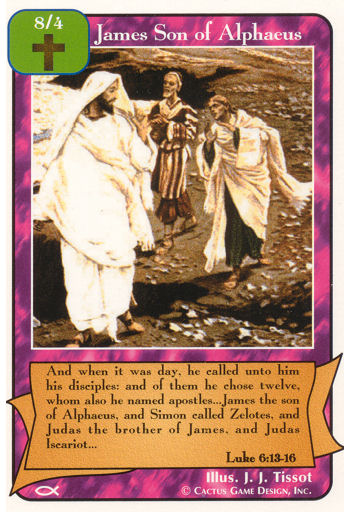 8/4
James Son of Alphaeus
And when it was day, he called unto him
his disciples: and of them he chose twelve,
whom also he named apostles...James the son
of Alphaeus, and Simon called Zelotes, and
Judas the brother of James, and Judas
Iscariot...
Luke 6:13-16
Illus. J. J. Tissot
© Cactus Game Design, Inc.